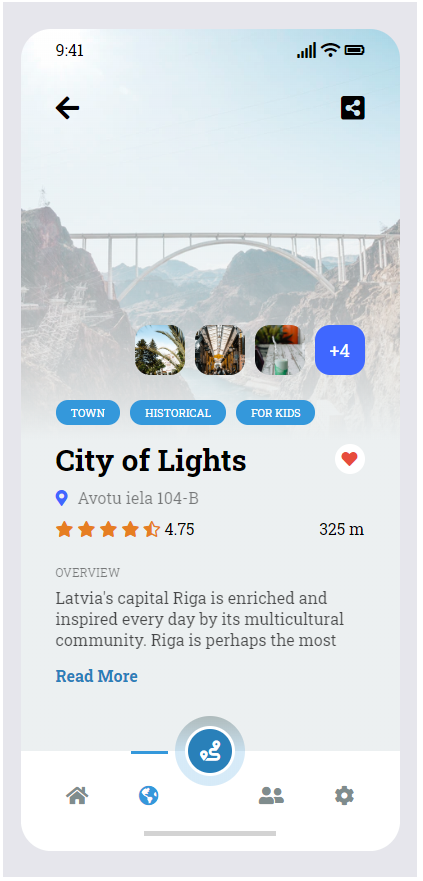 9:41
+4
TOWN
HISTORICAL
FOR KIDS
City of Lights
Avotu iela 104-B
4.75
325 m
OVERVIEW
Latvia's capital Riga is enriched and
inspired every day by its multicultural
community. Riga is perhaps the most
Read More